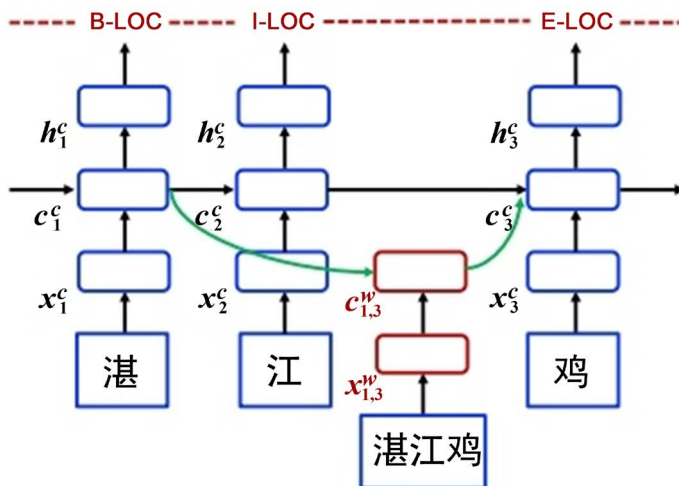 B-LOC I-LOC E-LOC
h₁ᶜ h₂ᶜ h₃ᶜ
c₁ᶜ c₂ᶜ c₃ᶜ
x₁ᶜ x₂ᶜ c₁,₃ʷ x₃ᶜ
湛 江 x₁,₃ʷ 鸡
湛江鸡